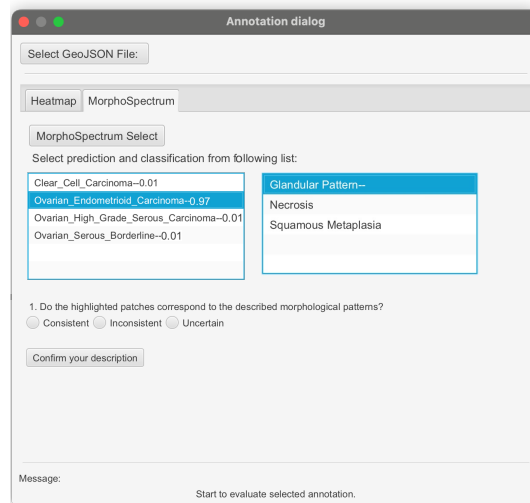 Annotation dialog
Select GeoJSON File:
Heatmap MorphoSpectrum
MorphoSpectrum Select
Select prediction and classification from following list:
Clear_Cell_Carcinoma--0.01
Ovarian_Endometrioid_Carcinoma--0.97
Ovarian_High_Grade_Serous_Carcinoma--0.01
Ovarian_Serous_Borderline--0.01
Glandular Pattern--
Necrosis
Squamous Metaplasia
1. Do the highlighted patches correspond to the described morphological patterns?
Consistent Inconsistent Uncertain
Confirm your description
Message:
Start to evaluate selected annotation.